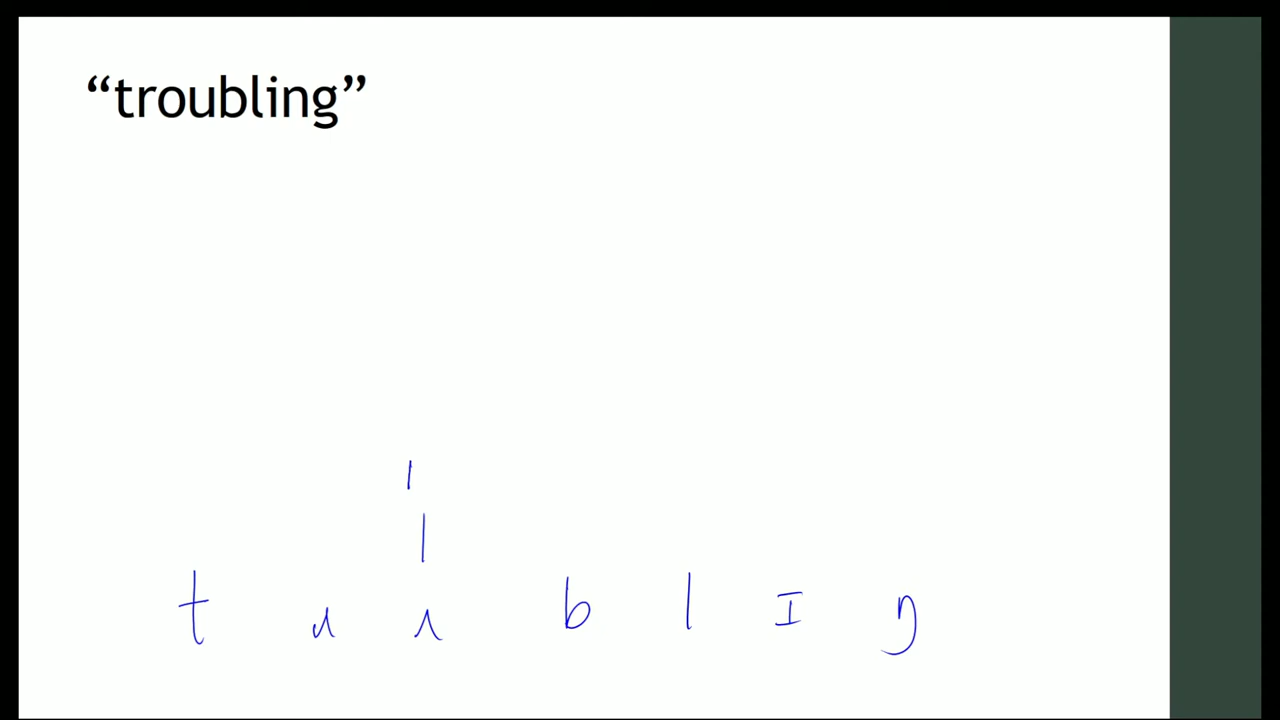 “troubling”
t ɹ ʌ b l ɪ ŋ